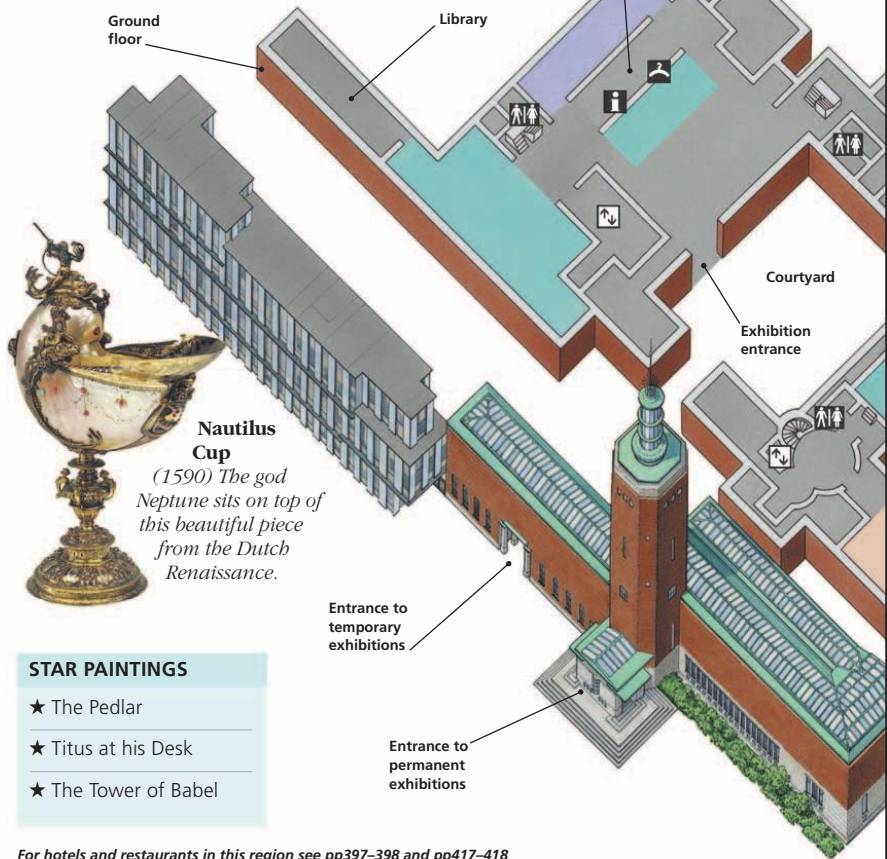 Ground
floor
Library
Courtyard
Exhibition
entrance
Nautilus
Cup
(1590) The god
Neptune sits on top of
this beautiful piece
from the Dutch
Renaissance.
Entrance to
temporary
exhibitions
STAR PAINTINGS
★ The Pedlar
★ Titus at his Desk
★ The Tower of Babel
Entrance to
permanent
exhibitions
For hotels and restaurants in this region see pp397–398 and pp417–418